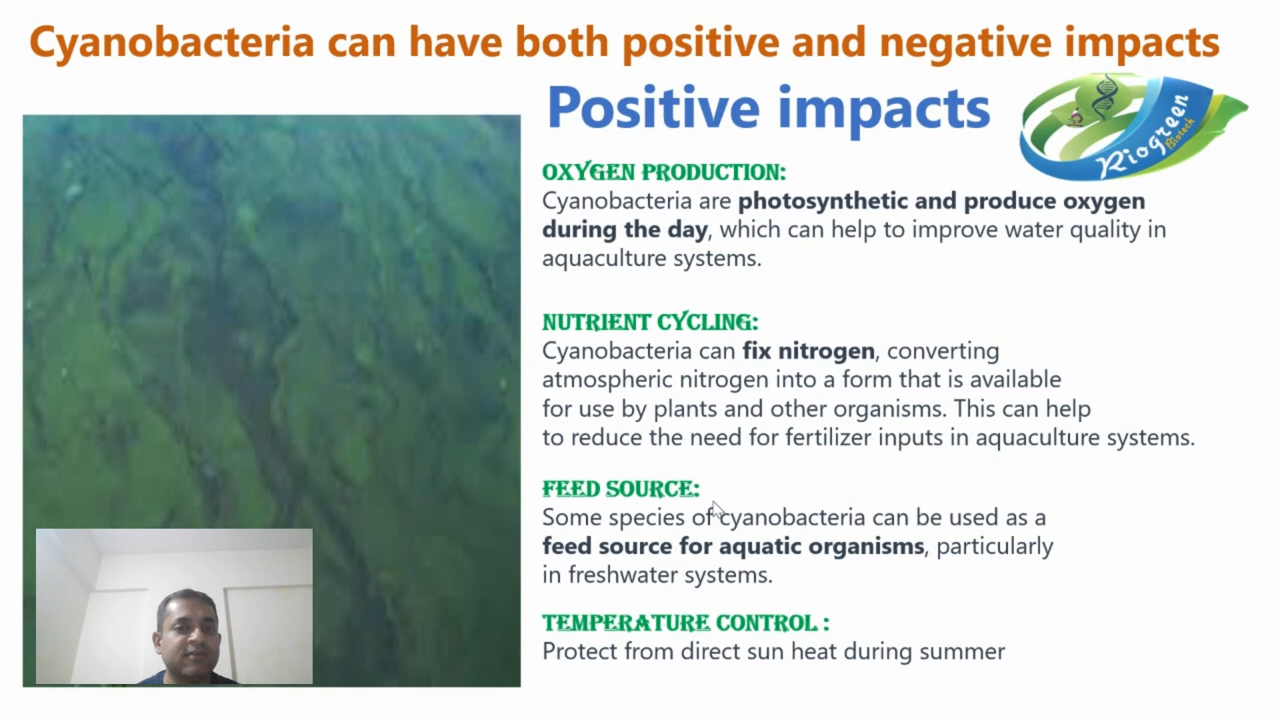 Cyanobacteria can have both positive and negative impacts
Positive impacts
Riogreen
Biotech
OXYGEN PRODUCTION:
Cyanobacteria are photosynthetic and produce oxygen
during the day, which can help to improve water quality in
aquaculture systems.
NUTRIENT CYCLING:
Cyanobacteria can fix nitrogen, converting
atmospheric nitrogen into a form that is available
for use by plants and other organisms. This can help
to reduce the need for fertilizer inputs in aquaculture systems.
FEED SOURCE:
Some species of cyanobacteria can be used as a
feed source for aquatic organisms, particularly
in freshwater systems.
TEMPERATURE CONTROL :
Protect from direct sun heat during summer